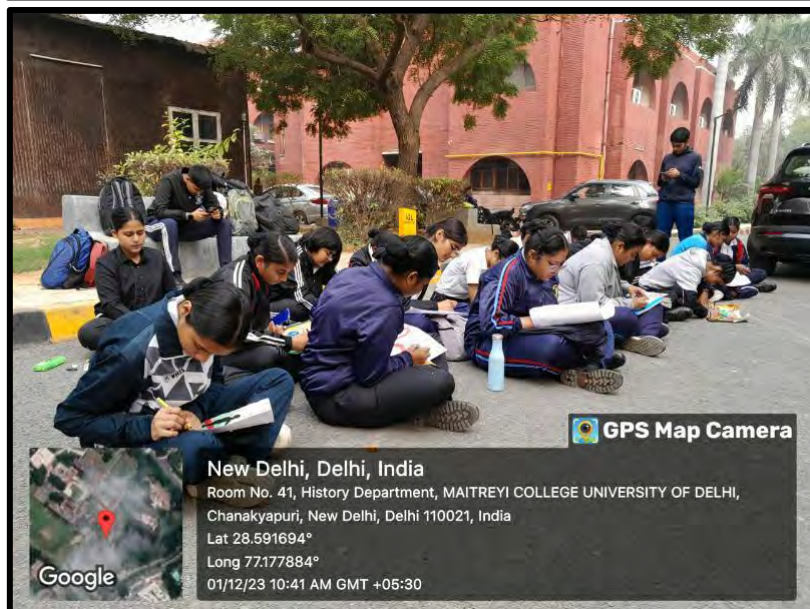 GPS Map Camera
New Delhi, Delhi, India
Room No. 41, History Department, MAITREYI COLLEGE UNIVERSITY OF DELHI,
Chanakyapuri, New Delhi, Delhi 110021, India
Lat 28.591694°
Long 77.177884°
01/12/23 10:41 AM GMT +05:30
Google